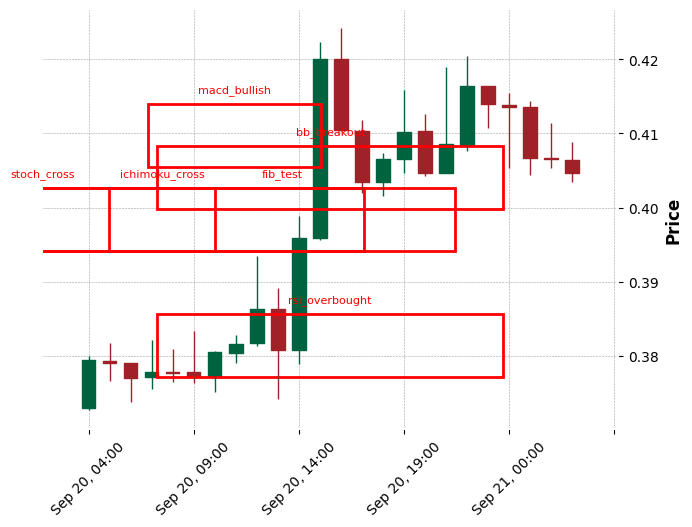 macd_bullish
bb_breakout
stoch_cross
ichimoku_cross
fib_test
rsi_overbought
0.42
0.41
0.40
0.39
0.38
Price
Sep 20, 04:00
Sep 20, 09:00
Sep 20, 14:00
Sep 20, 19:00
Sep 21, 00:00